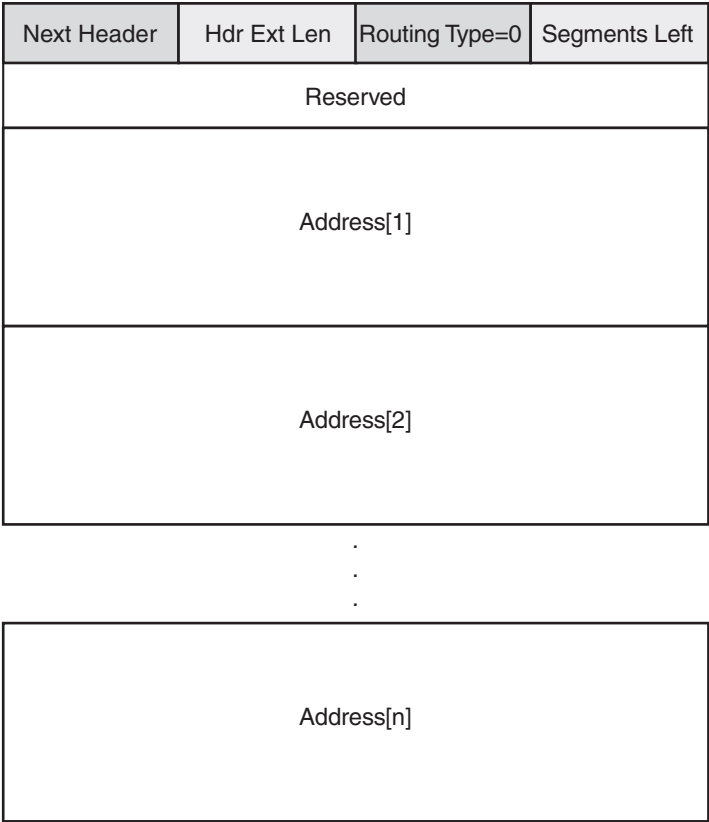 Next Header Hdr Ext Len Routing Type=0 Segments Left
Reserved
Address[1]
Address[2]
.
.
.
Address[n]